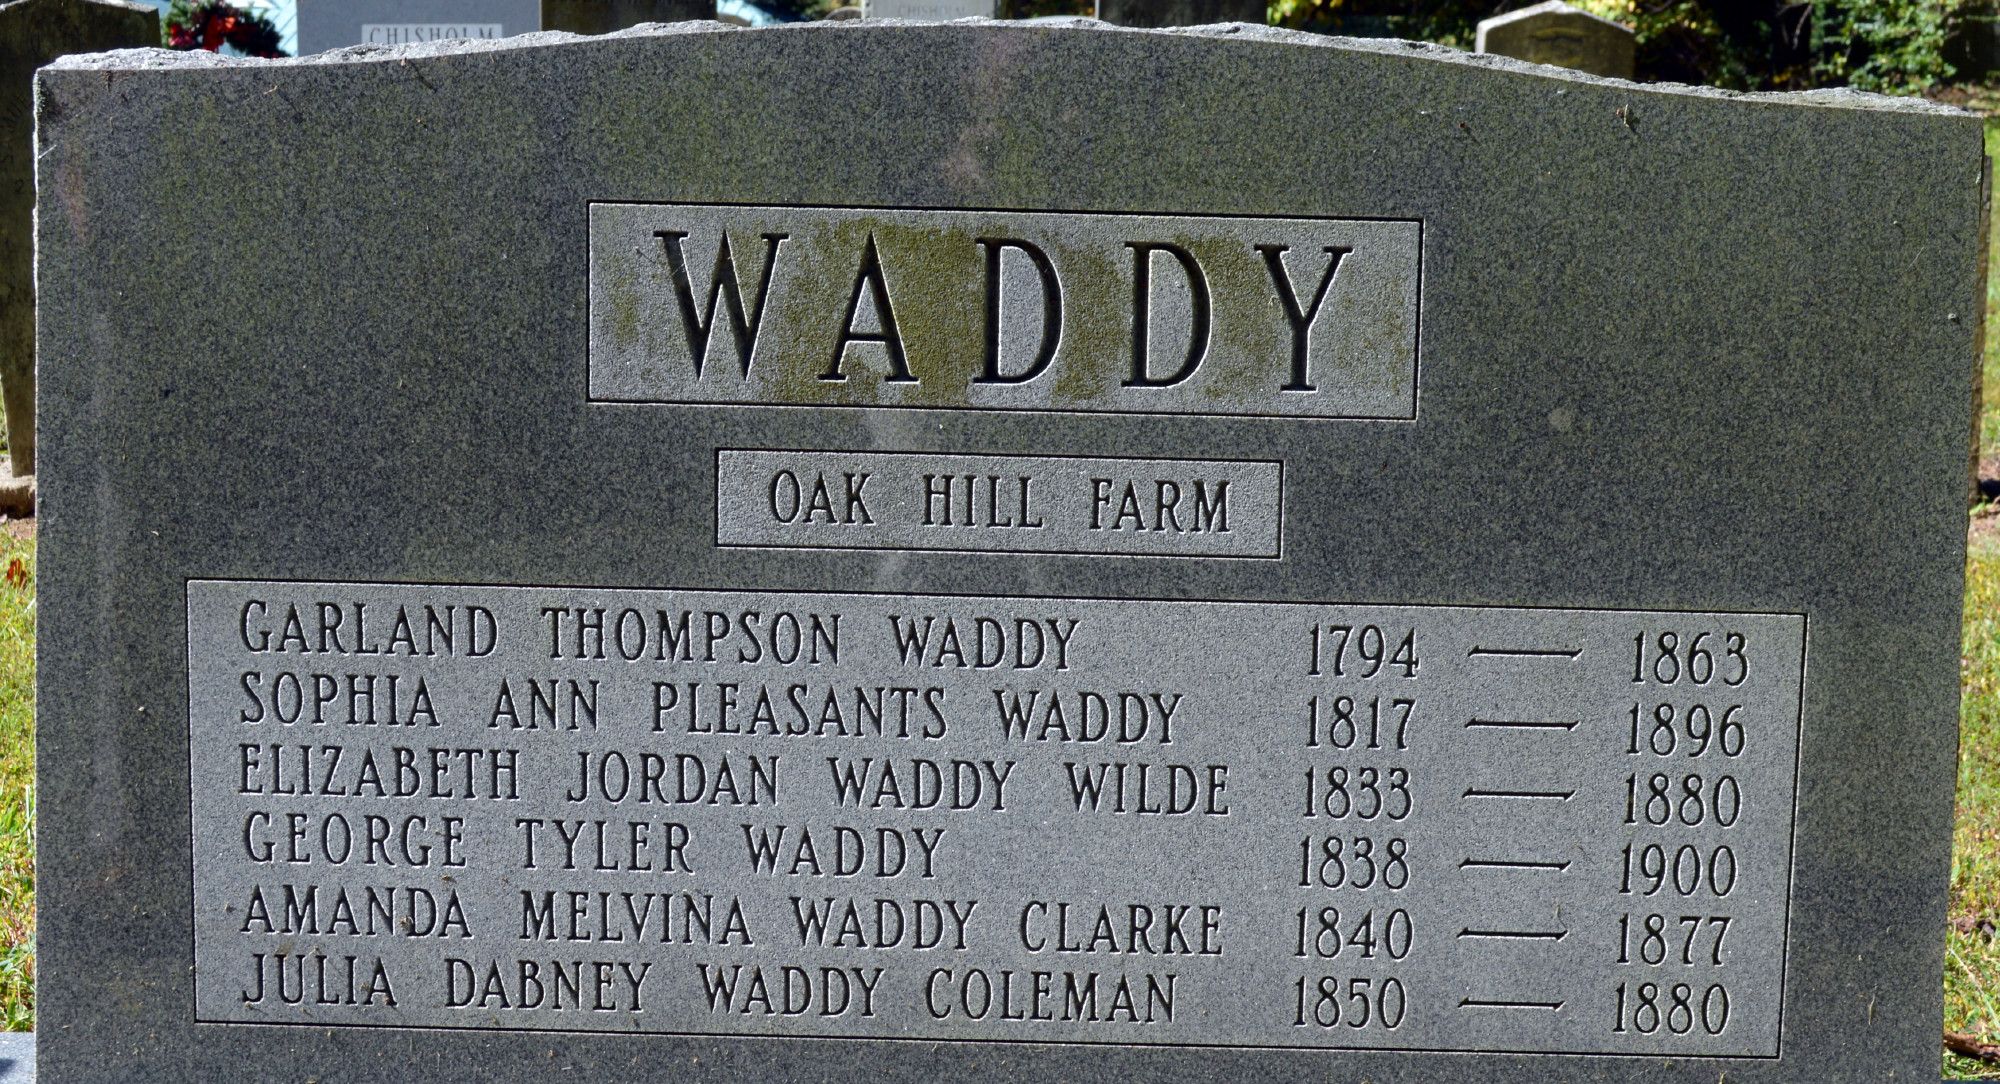 CHISHOLM
CHISHOLM
WADDY
OAK HILL FARM
GARLAND THOMPSON WADDY 1794 — 1863
SOPHIA ANN PLEASANTS WADDY 1817 — 1896
ELIZABETH JORDAN WADDY WILDE 1833 — 1880
GEORGE TYLER WADDY 1838 — 1900
AMANDA MELVINA WADDY CLARKE 1840 — 1877
JULIA DABNEY WADDY COLEMAN 1850 — 1880